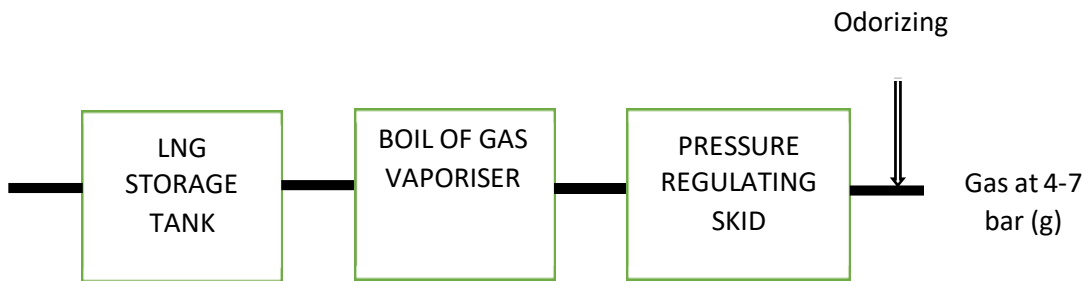 Odorizing
LNG
STORAGE
TANK
BOIL OF GAS
VAPORISER
PRESSURE
REGULATING
SKID
Gas at 4-7
bar (g)